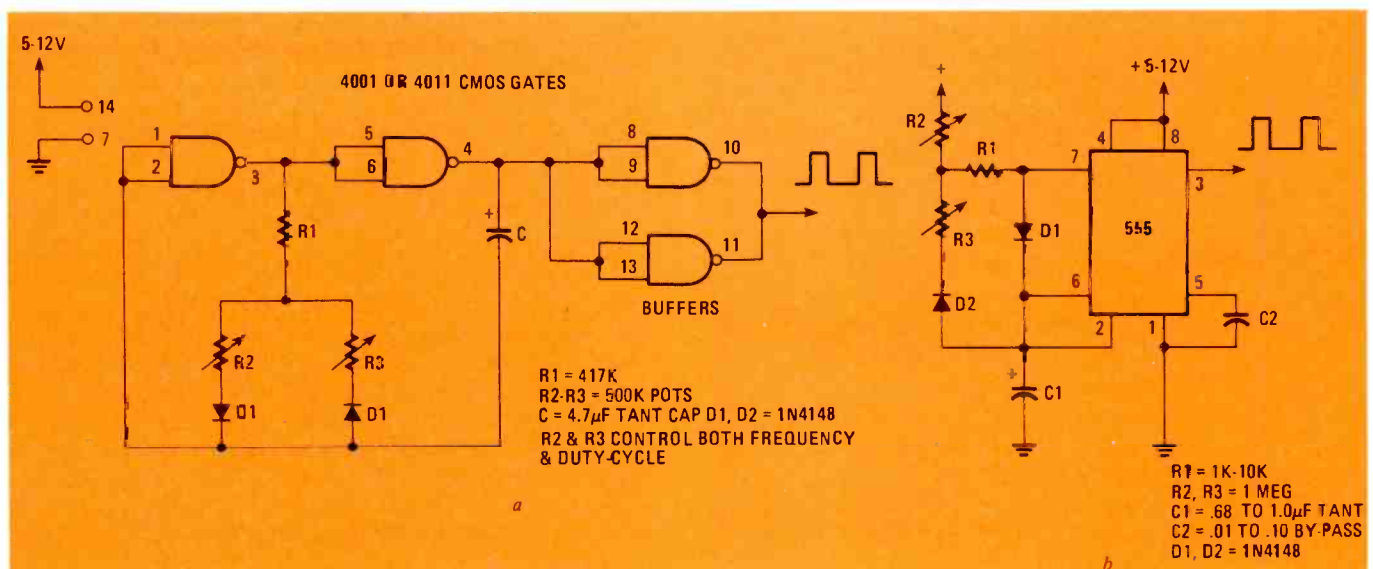 5-12V
14
7
4001 OR 4011 CMOS GATES
1
2
3
5
6
4
8
9
10
12
13
11
BUFFERS
R1
R2
R3
D1
D1
C
+
R1 = 417K
R2-R3 = 500K POTS
C = 4.7µF TANT CAP D1, D2 = 1N4148
R2 & R3 CONTROL BOTH FREQUENCY
& DUTY-CYCLE
a
+
+5-12V
R2
R1
R3
D1
D2
4
8
7
3
555
6
5
2
1
C2
+
C1
R1 = 1K-10K
R2, R3 = 1 MEG
C1 = .68 TO 1.0µF TANT
C2 = .01 TO .10 BY-PASS
D1, D2 = 1N4148
b